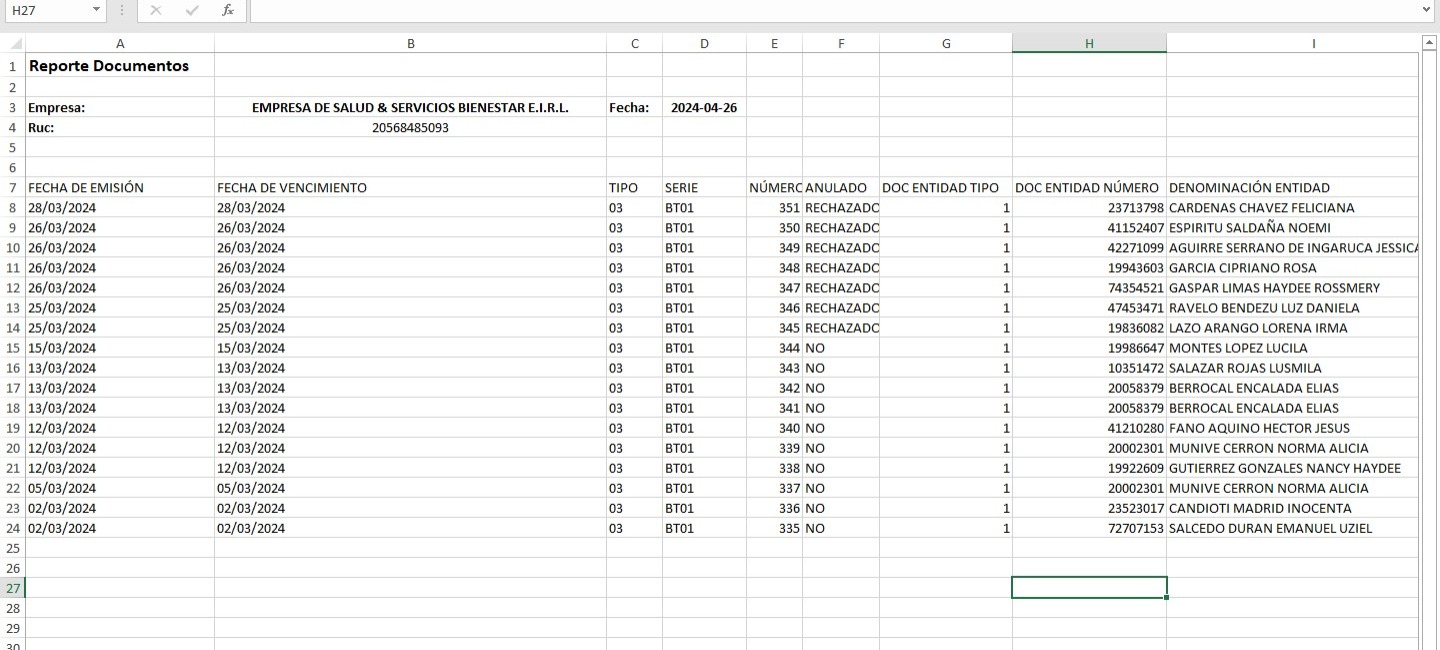 H27 fx
A B C D E F G H I
1 Reporte Documentos
2
3 Empresa: EMPRESA DE SALUD & SERVICIOS BIENESTAR E.I.R.L. Fecha: 2024-04-26
4 Ruc: 20568485093
5
6
7 FECHA DE EMISIÓN FECHA DE VENCIMIENTO TIPO SERIE NÚMERO ANULADO DOC ENTIDAD TIPO DOC ENTIDAD NÚMERO DENOMINACIÓN ENTIDAD
8 28/03/2024 28/03/2024 03 BT01 351 RECHAZADO 1 23713798 CARDENAS CHAVEZ FELICIANA
9 26/03/2024 26/03/2024 03 BT01 350 RECHAZADO 1 41152407 ESPIRITU SALDAÑA NOEMI
10 26/03/2024 26/03/2024 03 BT01 349 RECHAZADO 1 42271099 AGUIRRE SERRANO DE INGARUCA JESSICA
11 26/03/2024 26/03/2024 03 BT01 348 RECHAZADO 1 19943603 GARCIA CIPRIANO ROSA
12 26/03/2024 26/03/2024 03 BT01 347 RECHAZADO 1 74354521 GASPAR LIMAS HAYDEE ROSSMERY
13 25/03/2024 25/03/2024 03 BT01 346 RECHAZADO 1 47453471 RAVELO BENDEZU LUZ DANIELA
14 25/03/2024 25/03/2024 03 BT01 345 RECHAZADO 1 19836082 LAZO ARANGO LORENA IRMA
15 15/03/2024 15/03/2024 03 BT01 344 NO 1 19986647 MONTES LOPEZ LUCILA
16 13/03/2024 13/03/2024 03 BT01 343 NO 1 10351472 SALAZAR ROJAS LUSMILA
17 13/03/2024 13/03/2024 03 BT01 342 NO 1 20058379 BERROCAL ENCALADA ELIAS
18 13/03/2024 13/03/2024 03 BT01 341 NO 1 20058379 BERROCAL ENCALADA ELIAS
19 12/03/2024 12/03/2024 03 BT01 340 NO 1 41210280 FANO AQUINO HECTOR JESUS
20 12/03/2024 12/03/2024 03 BT01 339 NO 1 20002301 MUNIVE CERRON NORMA ALICIA
21 12/03/2024 12/03/2024 03 BT01 338 NO 1 19922609 GUTIERREZ GONZALES NANCY HAYDEE
22 05/03/2024 05/03/2024 03 BT01 337 NO 1 20002301 MUNIVE CERRON NORMA ALICIA
23 02/03/2024 02/03/2024 03 BT01 336 NO 1 23523017 CANDIOTI MADRID INOCENTA
24 02/03/2024 02/03/2024 03 BT01 335 NO 1 72707153 SALCEDO DURAN EMANUEL UZIEL
25
26
27
28
29
30